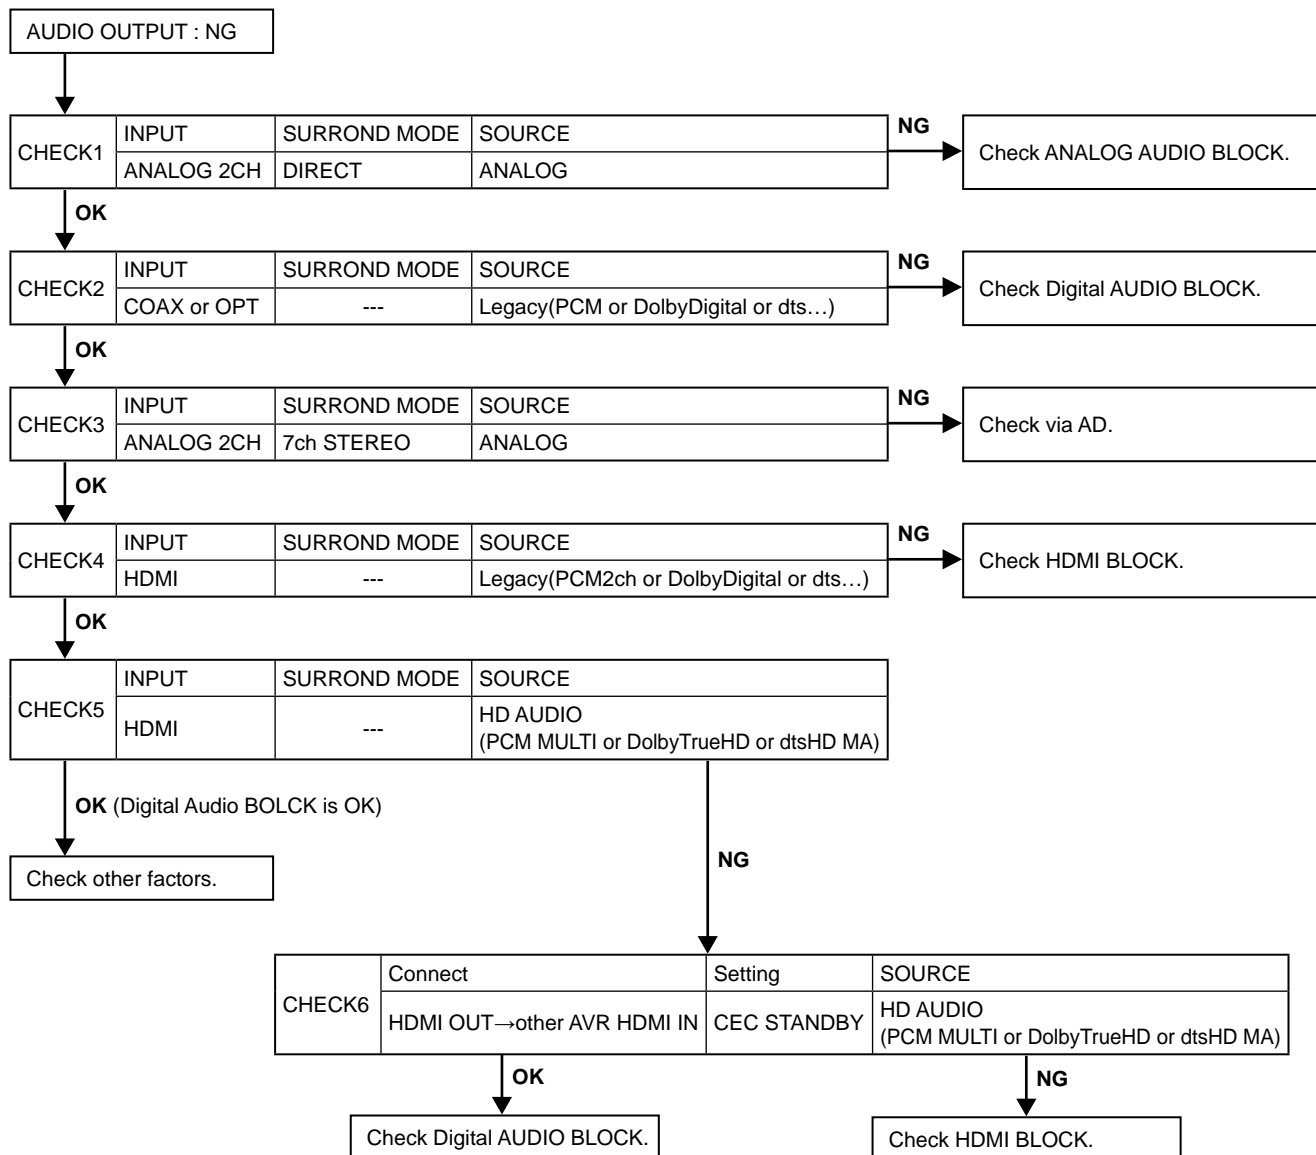 AUDIO OUTPUT : NG
CHECK1
INPUT SURROND MODE SOURCE
ANALOG 2CH DIRECT ANALOG
NG
Check ANALOG AUDIO BLOCK.
OK
CHECK2
INPUT SURROND MODE SOURCE
COAX or OPT --- Legacy(PCM or DolbyDigital or dts…)
NG
Check Digital AUDIO BLOCK.
OK
CHECK3
INPUT SURROND MODE SOURCE
ANALOG 2CH 7ch STEREO ANALOG
NG
Check via AD.
OK
CHECK4
INPUT SURROND MODE SOURCE
HDMI --- Legacy(PCM2ch or DolbyDigital or dts…)
NG
Check HDMI BLOCK.
OK
CHECK5
INPUT SURROND MODE SOURCE
HDMI --- HD AUDIO
(PCM MULTI or DolbyTrueHD or dtsHD MA)
OK (Digital Audio BOLCK is OK)
NG
Check other factors.
CHECK6
Connect Setting SOURCE
HDMI OUT→other AVR HDMI IN CEC STANDBY HD AUDIO
(PCM MULTI or DolbyTrueHD or dtsHD MA)
OK
NG
Check Digital AUDIO BLOCK.
Check HDMI BLOCK.